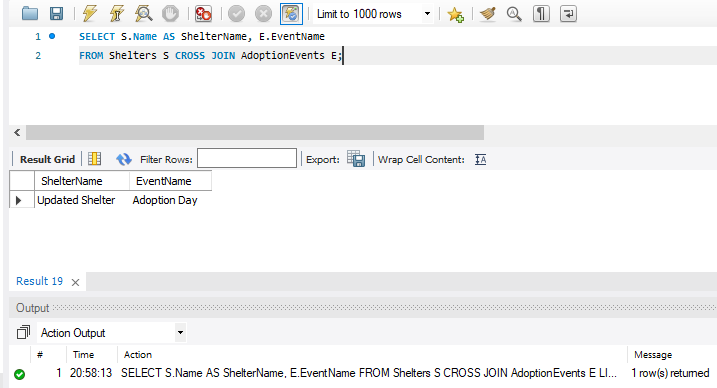 Limit to 1000 rows
1 SELECT S.Name AS ShelterName, E.EventName
2 FROM Shelters S CROSS JOIN AdoptionEvents E;
Result Grid Filter Rows: Export: Wrap Cell Content: IA
ShelterName EventName
Updated Shelter Adoption Day
Result 19 ×
Output
Action Output
# Time Action Message
1 20:58:13 SELECT S.Name AS ShelterName, E.EventName FROM Shelters S CROSS JOIN AdoptionEvents E LI... 1 row(s) returned